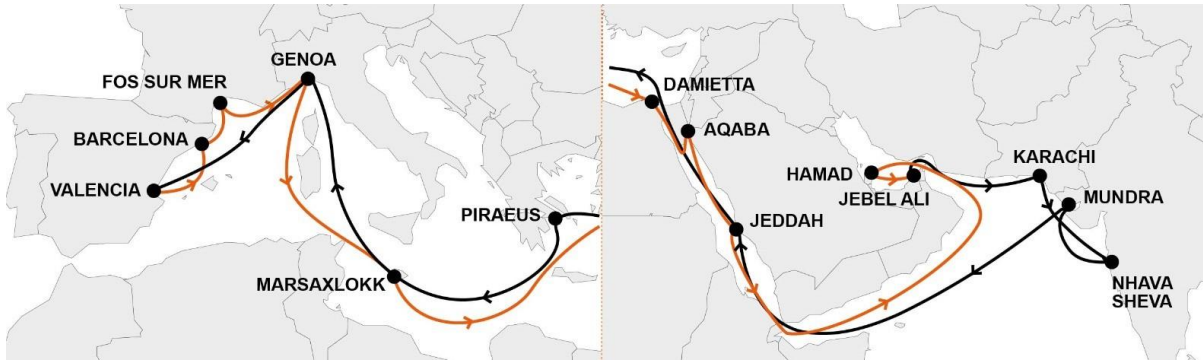 GENOA
FOS SUR MER
BARCELONA
VALENCIA
PIRAEUS
MARSAXLOKK
DAMIETTA
AQABA
HAMAD
JEBEL ALI
KARACHI
MUNDRA
JEDDAH
NHAVA
SHEVA